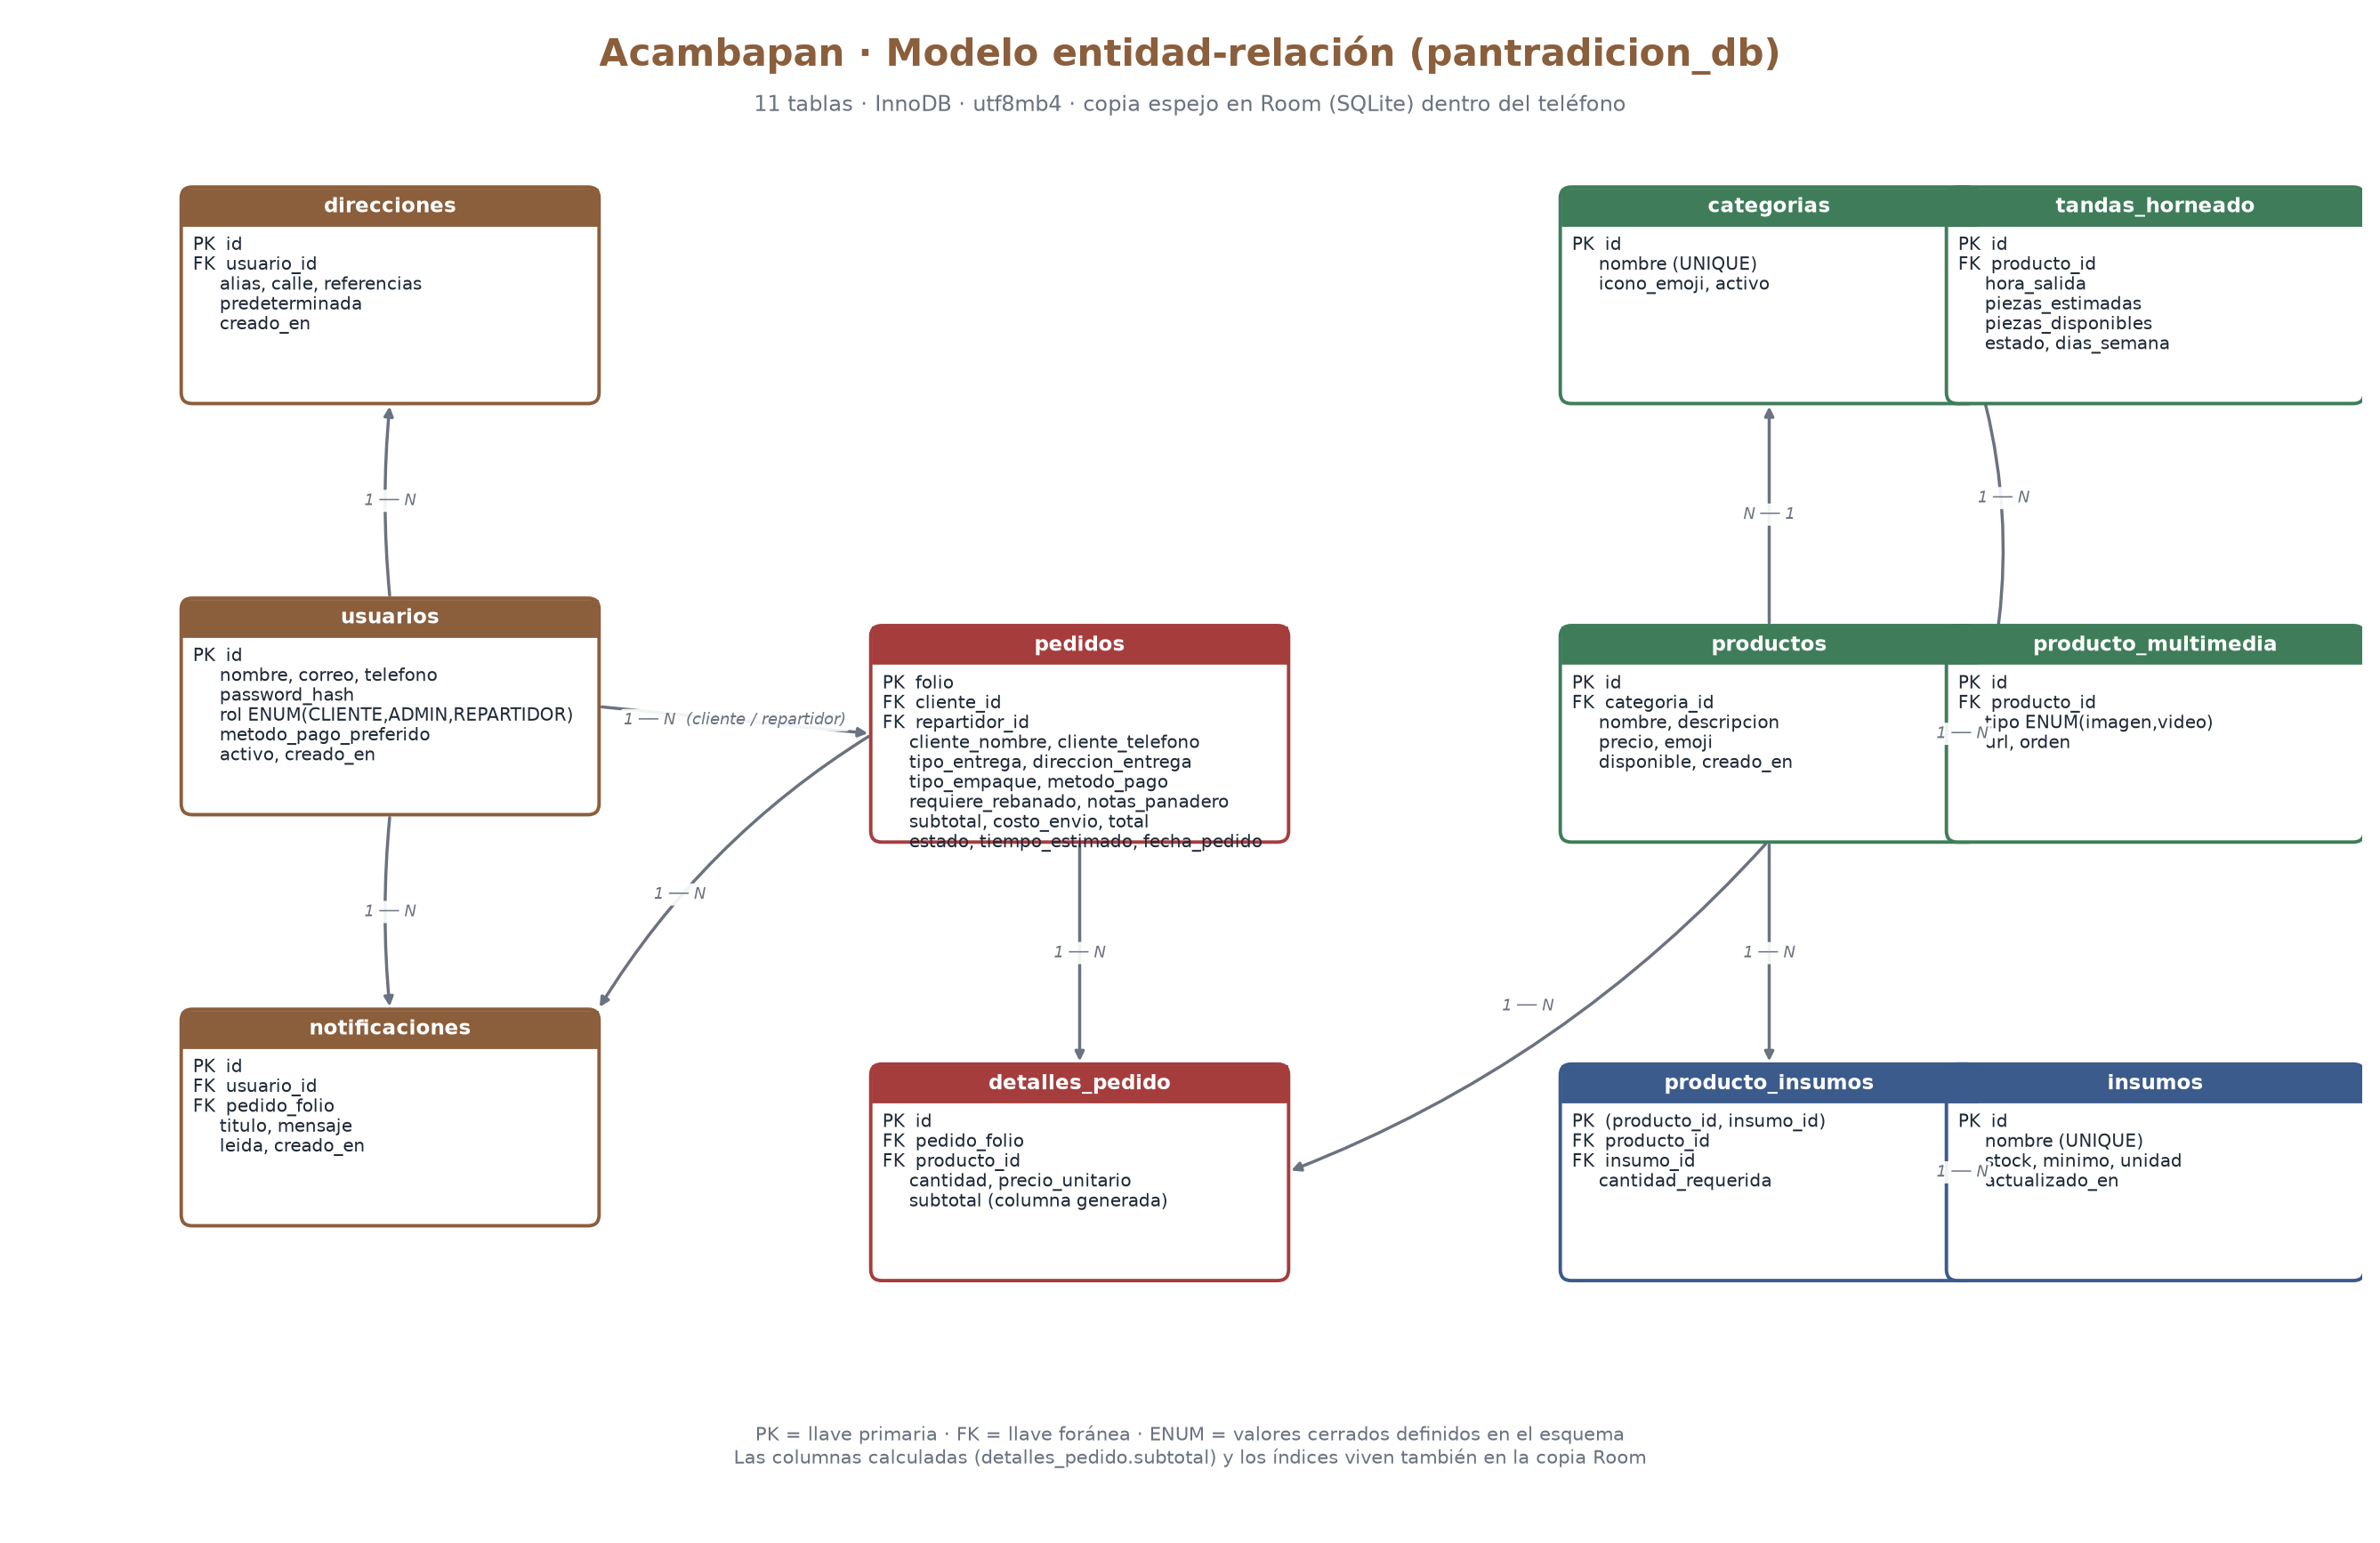 Acambapan · Modelo entidad-relación (pantradicion_db)
11 tablas · InnoDB · utf8mb4 · copia espejo en Room (SQLite) dentro del teléfono
direcciones
PK id
FK usuario_id
alias, calle, referencias
predeterminada
creado_en
categorias
PK id
nombre (UNIQUE)
icono_emoji, activo
tandas_horneado
PK id
FK producto_id
hora_salida
piezas_estimadas
piezas_disponibles
estado, dias_semana
1 — N
N — 1
1 — N
usuarios
PK id
nombre, correo, telefono
password_hash
rol ENUM(CLIENTE,ADMIN,REPARTIDOR)
metodo_pago_preferido
activo, creado_en
1 — N (cliente / repartidor)
pedidos
PK folio
FK cliente_id
FK repartidor_id
cliente_nombre, cliente_telefono
tipo_entrega, direccion_entrega
tipo_empaque, metodo_pago
requiere_rebanado, notas_panadero
subtotal, costo_envio, total
estado, tiempo_estimado, fecha_pedido
productos
PK id
FK categoria_id
nombre, descripcion
precio, emoji
disponible, creado_en
1 — N
producto_multimedia
PK id
FK producto_id
tipo ENUM(imagen,video)
url, orden
1 — N
1 — N
1 — N
1 — N
1 — N
notificaciones
PK id
FK usuario_id
FK pedido_folio
titulo, mensaje
leida, creado_en
detalles_pedido
PK id
FK pedido_folio
FK producto_id
cantidad, precio_unitario
subtotal (columna generada)
producto_insumos
PK (producto_id, insumo_id)
FK producto_id
FK insumo_id
cantidad_requerida
1 — N
insumos
PK id
nombre (UNIQUE)
stock, minimo, unidad
actualizado_en
PK = llave primaria · FK = llave foránea · ENUM = valores cerrados definidos en el esquema
Las columnas calculadas (detalles_pedido.subtotal) y los índices viven también en la copia Room